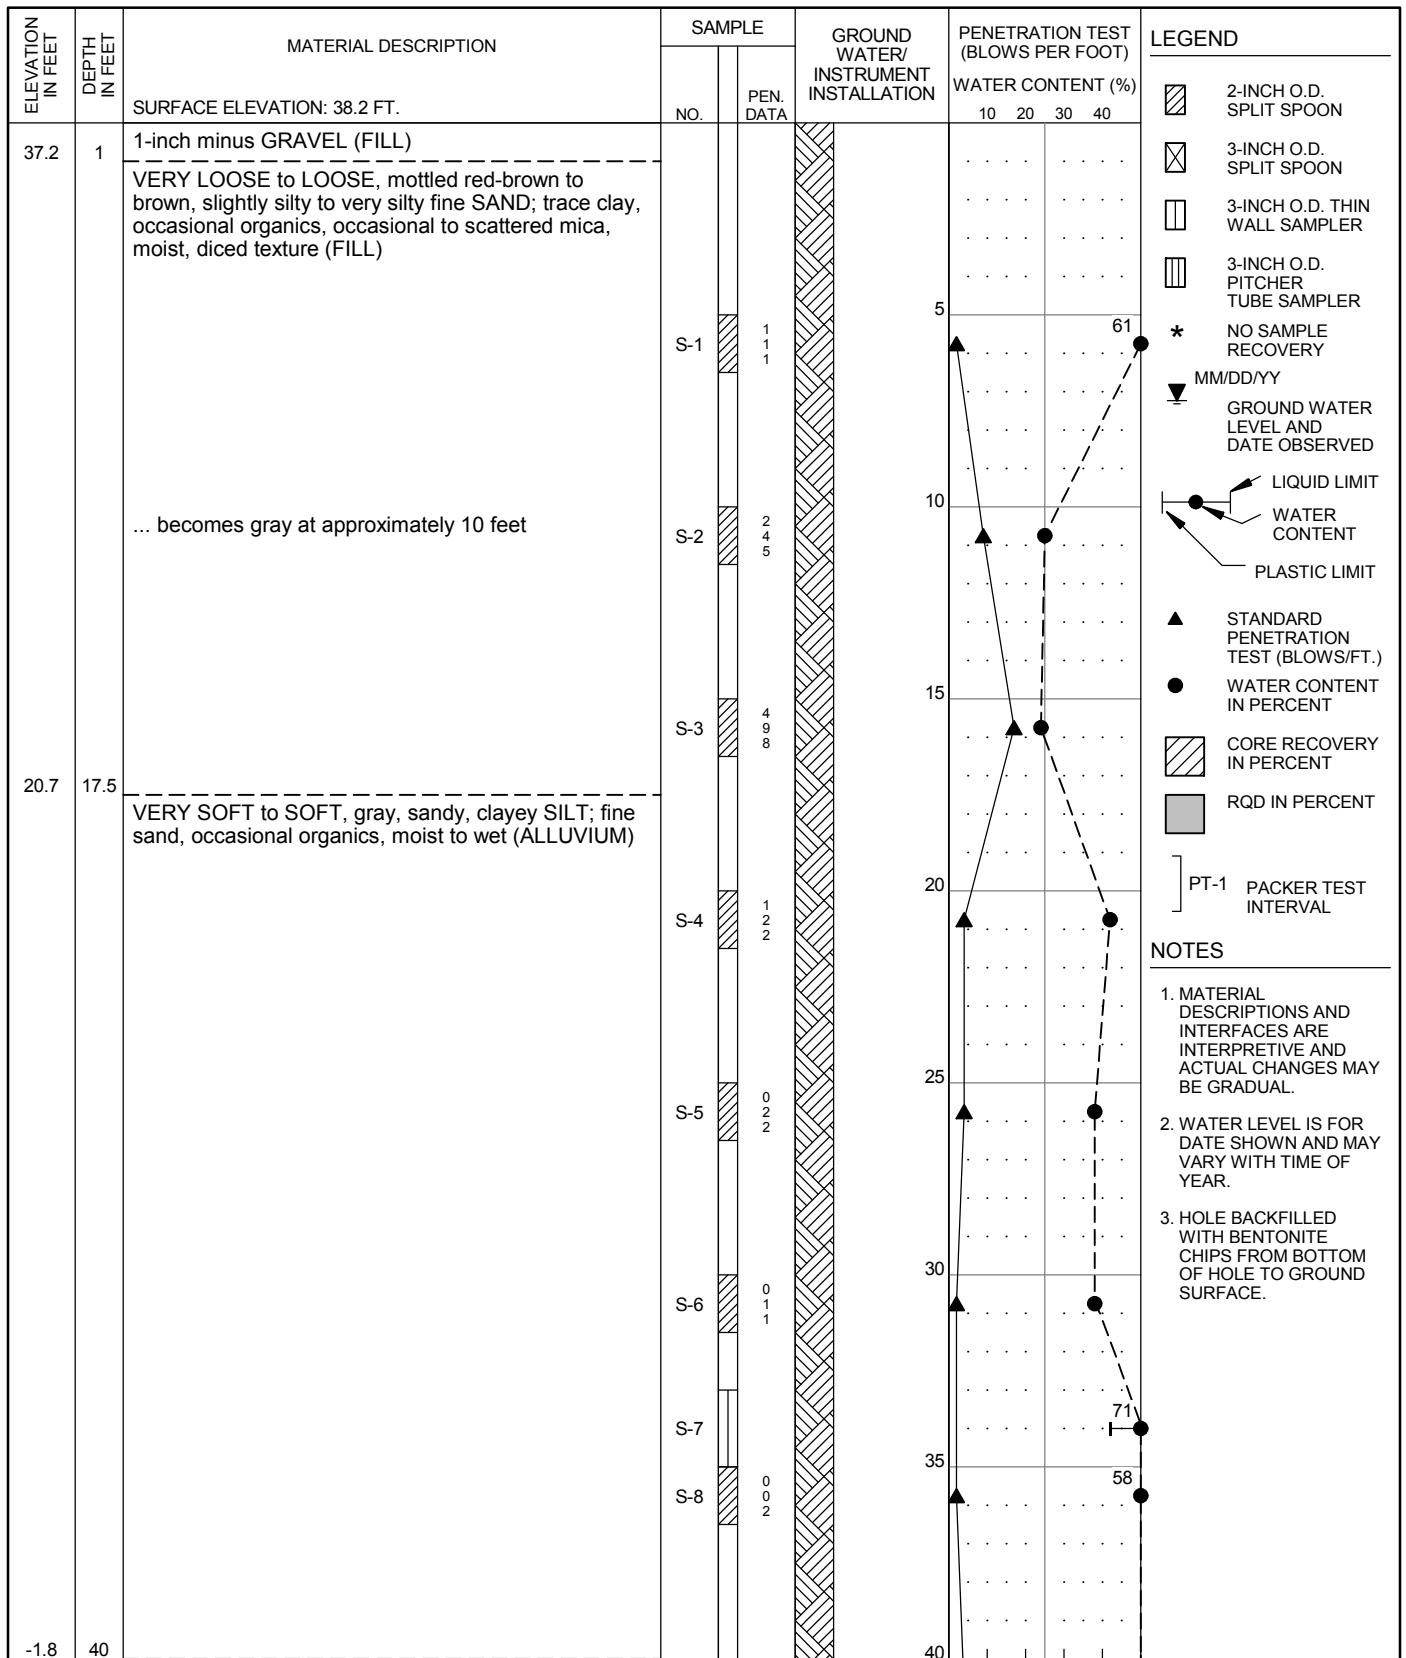 ELEVATION
IN FEET
DEPTH
IN FEET
MATERIAL DESCRIPTION
SURFACE ELEVATION: 38.2 FT.
SAMPLE
NO.
PEN.
DATA
GROUND
WATER/
INSTRUMENT
INSTALLATION
PENETRATION TEST
(BLOWS PER FOOT)
WATER CONTENT (%)
10 20 30 40
37.2 1
1-inch minus GRAVEL (FILL)
VERY LOOSE to LOOSE, mottled red-brown to
brown, slightly silty to very silty fine SAND; trace clay,
occasional organics, occasional to scattered mica,
moist, diced texture (FILL)
5
S-1
1
1
1
61
10
... becomes gray at approximately 10 feet
S-2
2
4
5
15
S-3
4
9
8
20.7 17.5
VERY SOFT to SOFT, gray, sandy, clayey SILT; fine
sand, occasional organics, moist to wet (ALLUVIUM)
20
S-4
1
2
2
25
S-5
0
2
2
30
S-6
0
1
1
S-7
71
35
S-8
0
0
2
58
-1.8 40
40
LEGEND
2-INCH O.D.
SPLIT SPOON
3-INCH O.D.
SPLIT SPOON
3-INCH O.D. THIN
WALL SAMPLER
3-INCH O.D.
PITCHER
TUBE SAMPLER
* NO SAMPLE
RECOVERY
MM/DD/YY
GROUND WATER
LEVEL AND
DATE OBSERVED
LIQUID LIMIT
WATER
CONTENT
PLASTIC LIMIT
STANDARD
PENETRATION
TEST (BLOWS/FT.)
WATER CONTENT
IN PERCENT
CORE RECOVERY
IN PERCENT
RQD IN PERCENT
PT-1 PACKER TEST
INTERVAL
NOTES
1. MATERIAL
DESCRIPTIONS AND
INTERFACES ARE
INTERPRETIVE AND
ACTUAL CHANGES MAY
BE GRADUAL.
2. WATER LEVEL IS FOR
DATE SHOWN AND MAY
VARY WITH TIME OF
YEAR.
3. HOLE BACKFILLED
WITH BENTONITE
CHIPS FROM BOTTOM
OF HOLE TO GROUND
SURFACE.